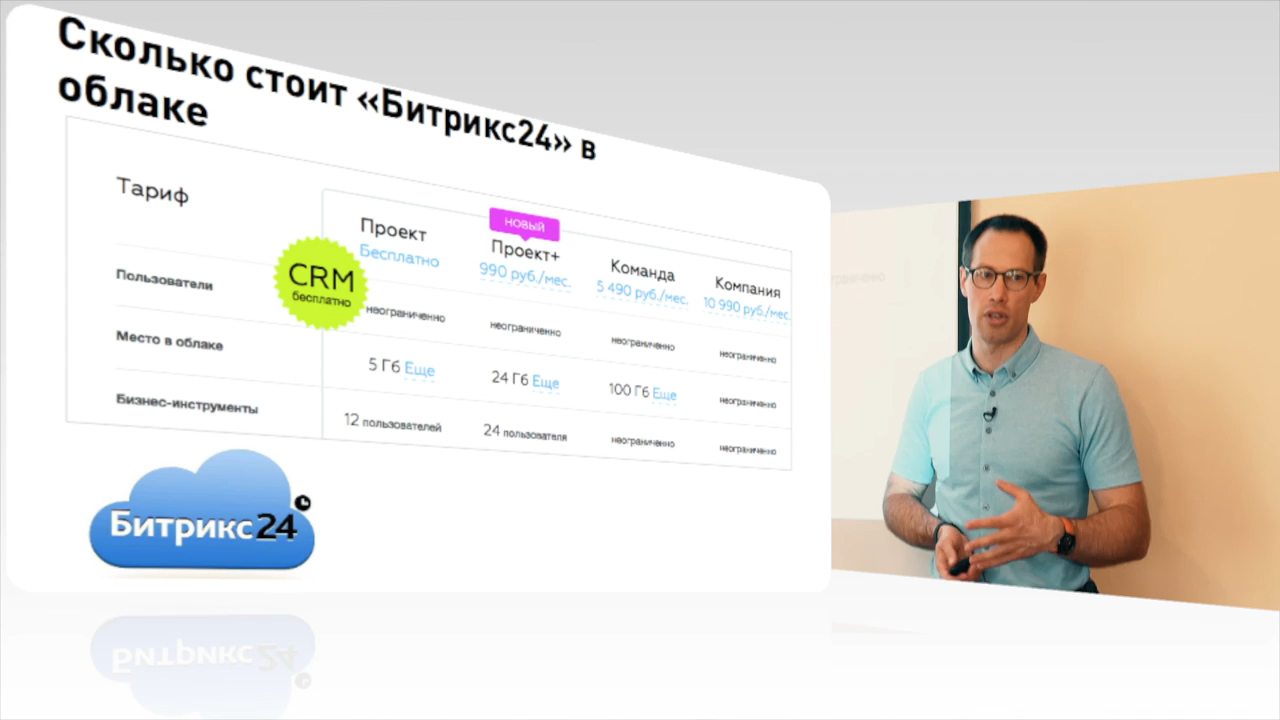 Сколько стоит «Битрикс24» в
облаке
Тариф
Проект
Бесплатно
НОВЫЙ
Проект+
990 руб./мес.
Команда
5 490 руб./мес.
Компания
10 990 руб./мес.
CRM
бесплатно
Пользователи
неограниченно
неограниченно
неограниченно
неограниченно
Место в облаке
5 Гб Еще
24 Гб Еще
100 Гб Еще
неограниченно
Бизнес-инструменты
12 пользователей
24 пользователя
неограниченно
неограниченно
Битрикс24